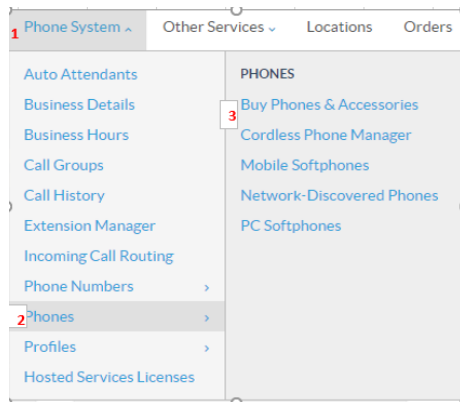 1 Phone System Other Services Locations Orders
Auto Attendants
Business Details
Business Hours
Call Groups
Call History
Extension Manager
Incoming Call Routing
Phone Numbers >
2 Phones >
Profiles >
Hosted Services Licenses
PHONES
3 Buy Phones & Accessories
Cordless Phone Manager
Mobile Softphones
Network-Discovered Phones
PC Softphones